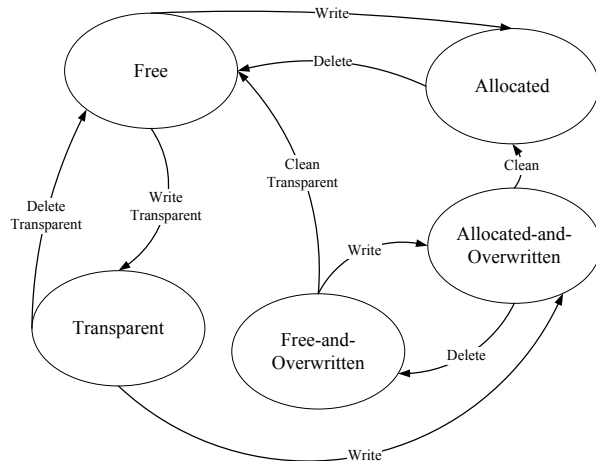 Write
Free
Delete
Allocated
Clean
Transparent
Clean
Delete
Transparent
Write
Transparent
Write
Allocated-and-
Overwritten
Transparent
Free-and-
Overwritten
Delete
Write